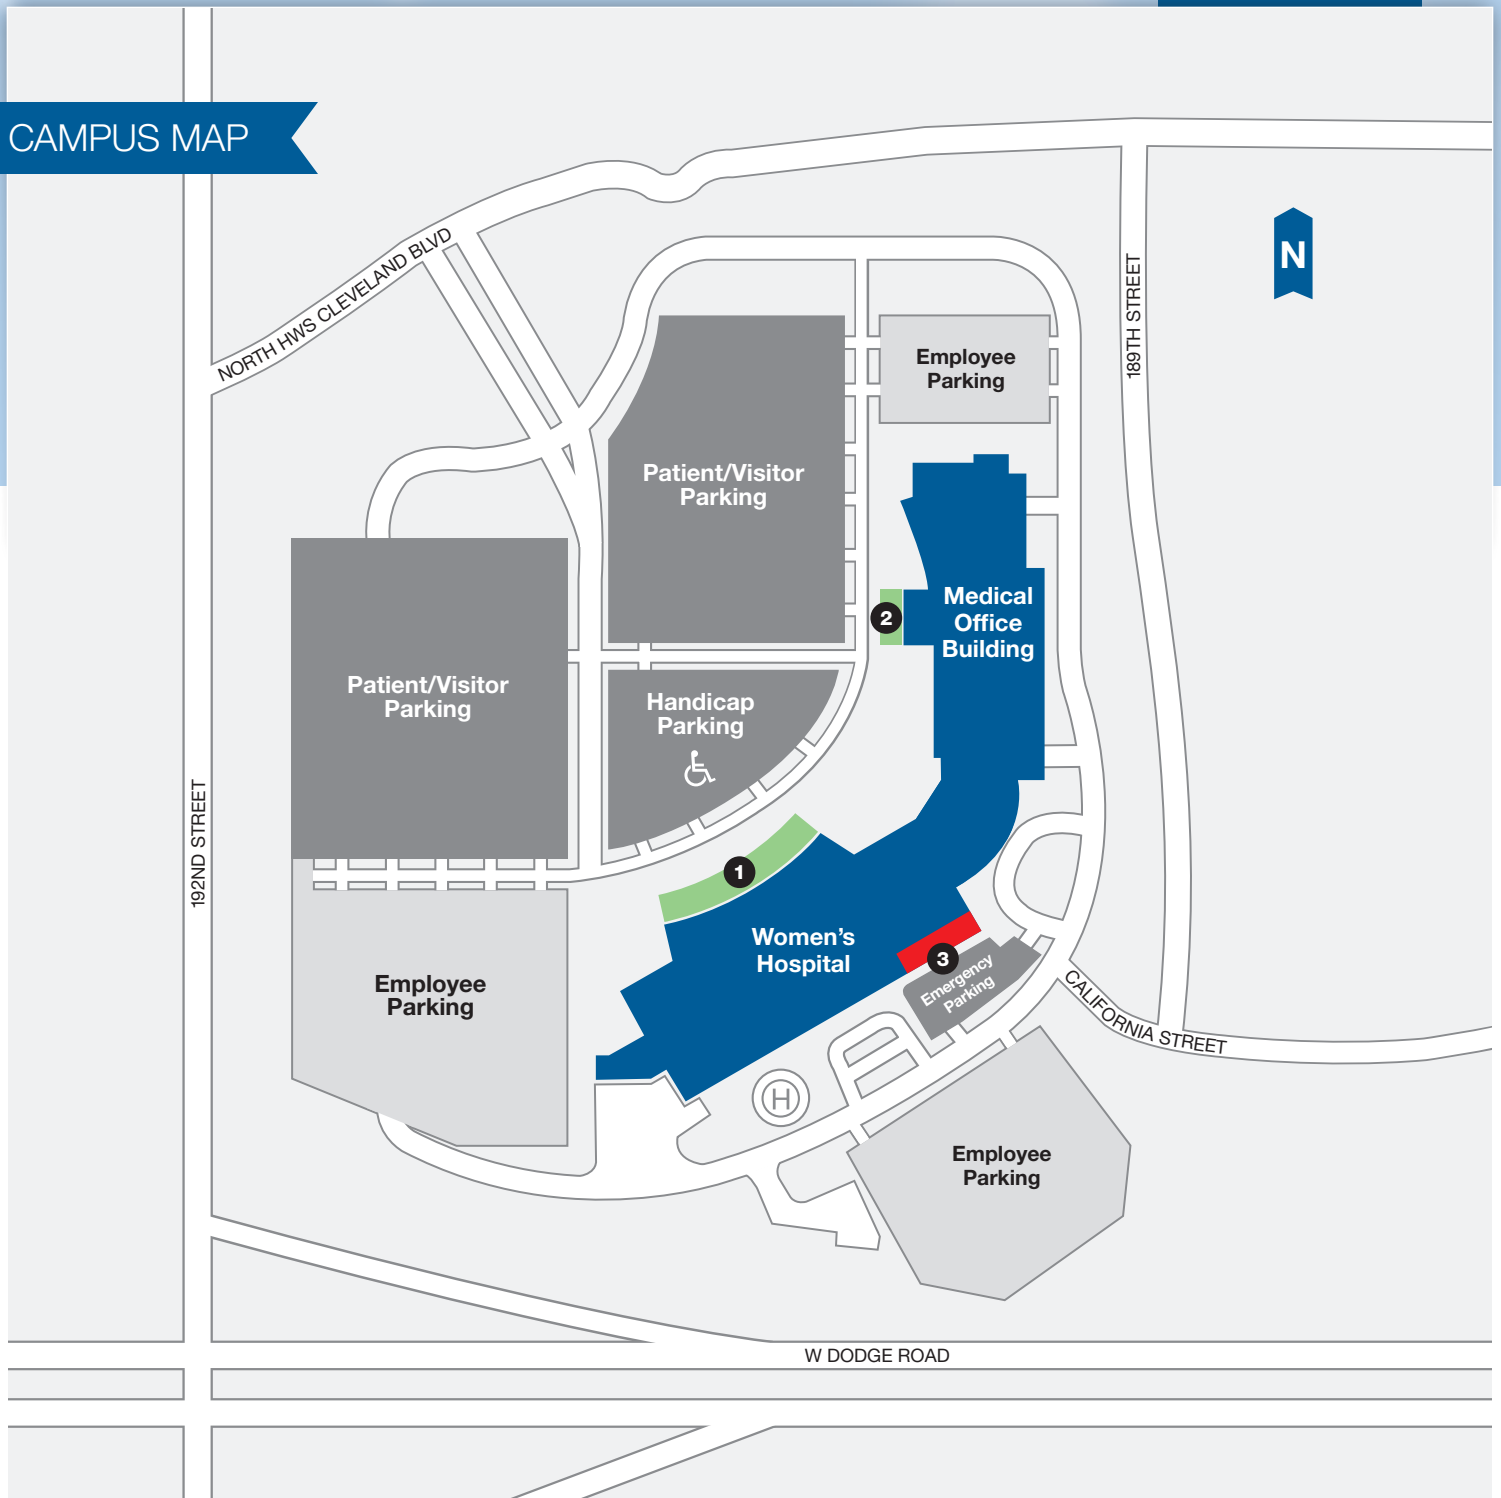 CAMPUS MAP
NORTH HWS CLEVELAND BLVD
189TH STREET
N
Employee
Parking
Patient/Visitor
Parking
2
Medical
Office
Building
Patient/Visitor
Parking
Handicap
Parking
192ND STREET
1
Women's
Hospital
3
Emergency
Parking
Employee
Parking
CALIFORNIA STREET
H
Employee
Parking
W DODGE ROAD